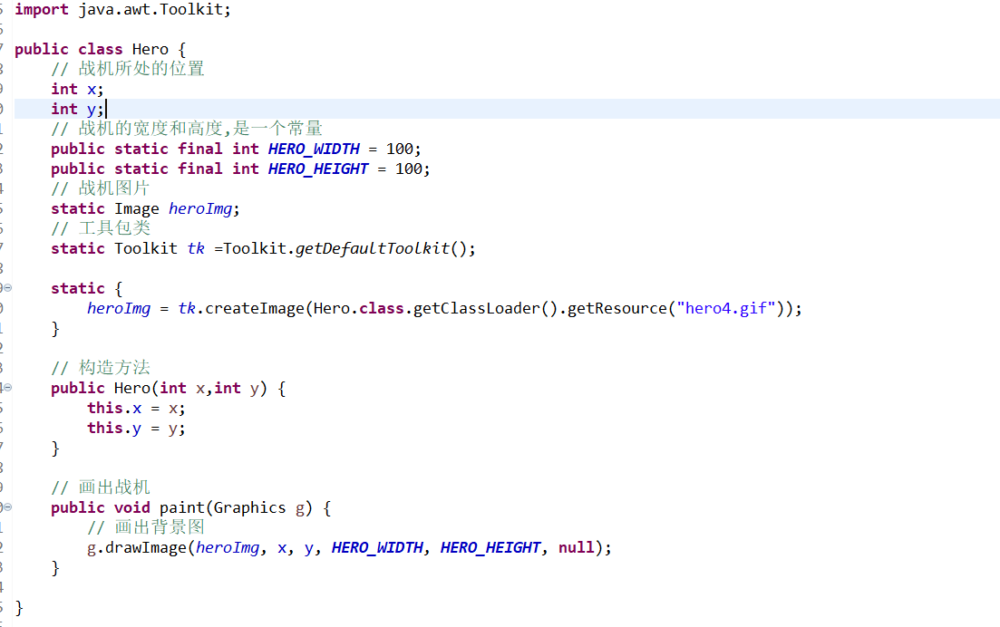 import java.awt.Toolkit;
public class Hero {
// 战机所处的位置
int x;
int y;
// 战机的宽度和高度,是一个常量
public static final int HERO_WIDTH = 100;
public static final int HERO_HEIGHT = 100;
// 战机图片
static Image heroImg;
// 工具包类
static Toolkit tk =Toolkit.getDefaultToolkit();
static {
heroImg = tk.createImage(Hero.class.getClassLoader().getResource("hero4.gif"));
}
// 构造方法
public Hero(int x,int y) {
this.x = x;
this.y = y;
}
// 画出战机
public void paint(Graphics g) {
// 画出背景图
g.drawImage(heroImg, x, y, HERO_WIDTH, HERO_HEIGHT, null);
}
}